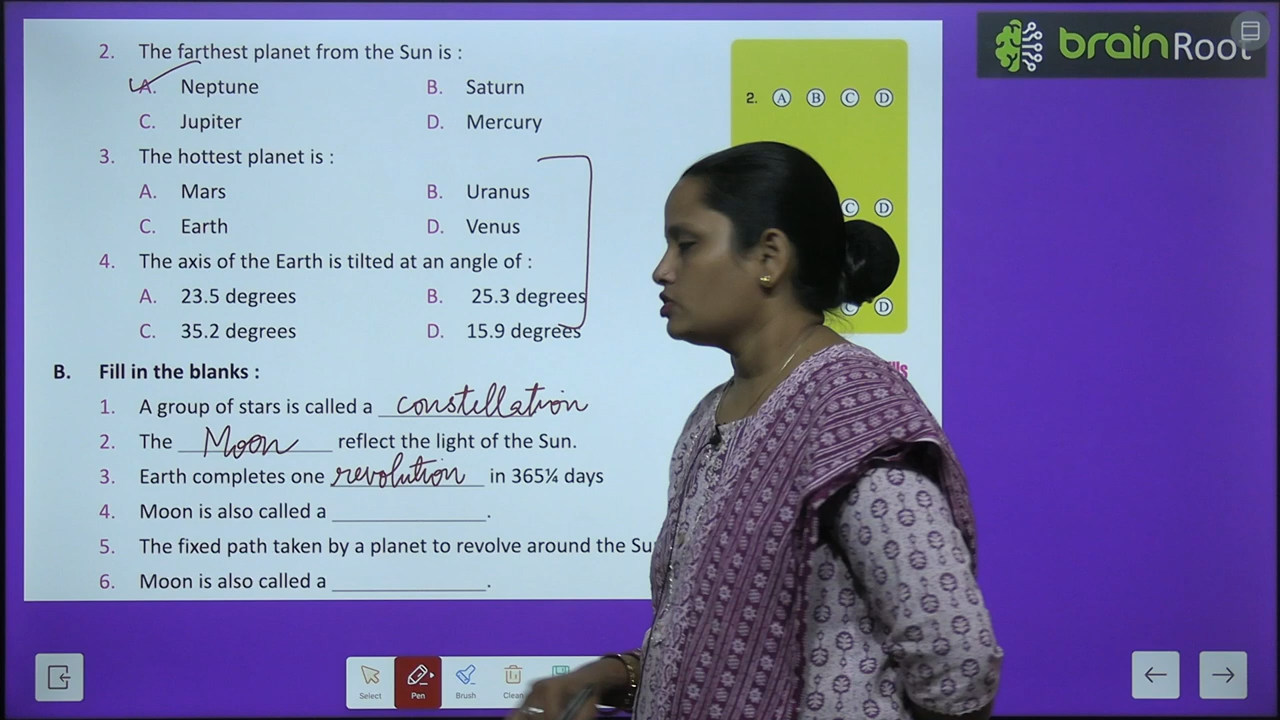 2. The farthest planet from the Sun is :
A. Neptune B. Saturn
C. Jupiter D. Mercury
3. The hottest planet is :
A. Mars B. Uranus
C. Earth D. Venus
4. The axis of the Earth is tilted at an angle of :
A. 23.5 degrees B. 25.3 degrees
C. 35.2 degrees D. 15.9 degrees
B. Fill in the blanks :
1. A group of stars is called a constellation
2. The Moon reflect the light of the Sun.
3. Earth completes one revolution in 365¼ days
4. Moon is also called a ______________.
5. The fixed path taken by a planet to revolve around the Su
6. Moon is also called a ______________.
2. A B C D
C D
C D
brainRoot
Select Pen Brush Clean